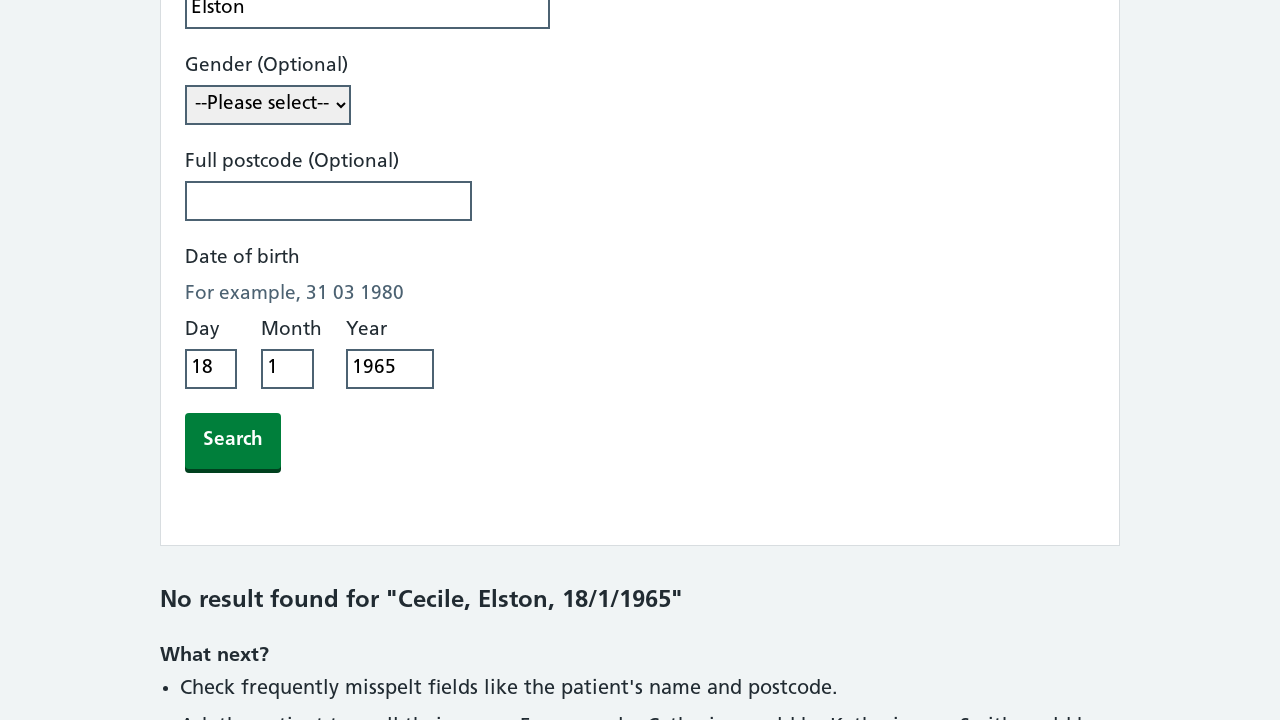 Elston
Gender (Optional)
--Please select--
Full postcode (Optional)
Date of birth
For example, 31 03 1980
Day Month Year
18 1 1965
Search
No result found for "Cecile, Elston, 18/1/1965"
What next?
• Check frequently misspelt fields like the patient's name and postcode.